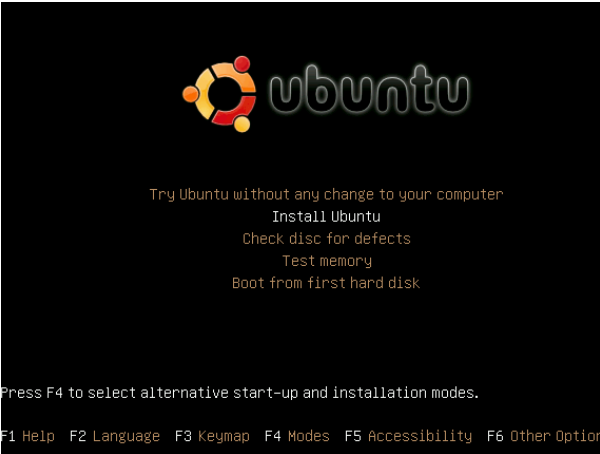 ubuntu
Try Ubuntu without any change to your computer
Install Ubuntu
Check disc for defects
Test memory
Boot from first hard disk
Press F4 to select alternative start-up and installation modes.
F1 Help F2 Language F3 Keymap F4 Modes F5 Accessibility F6 Other Option